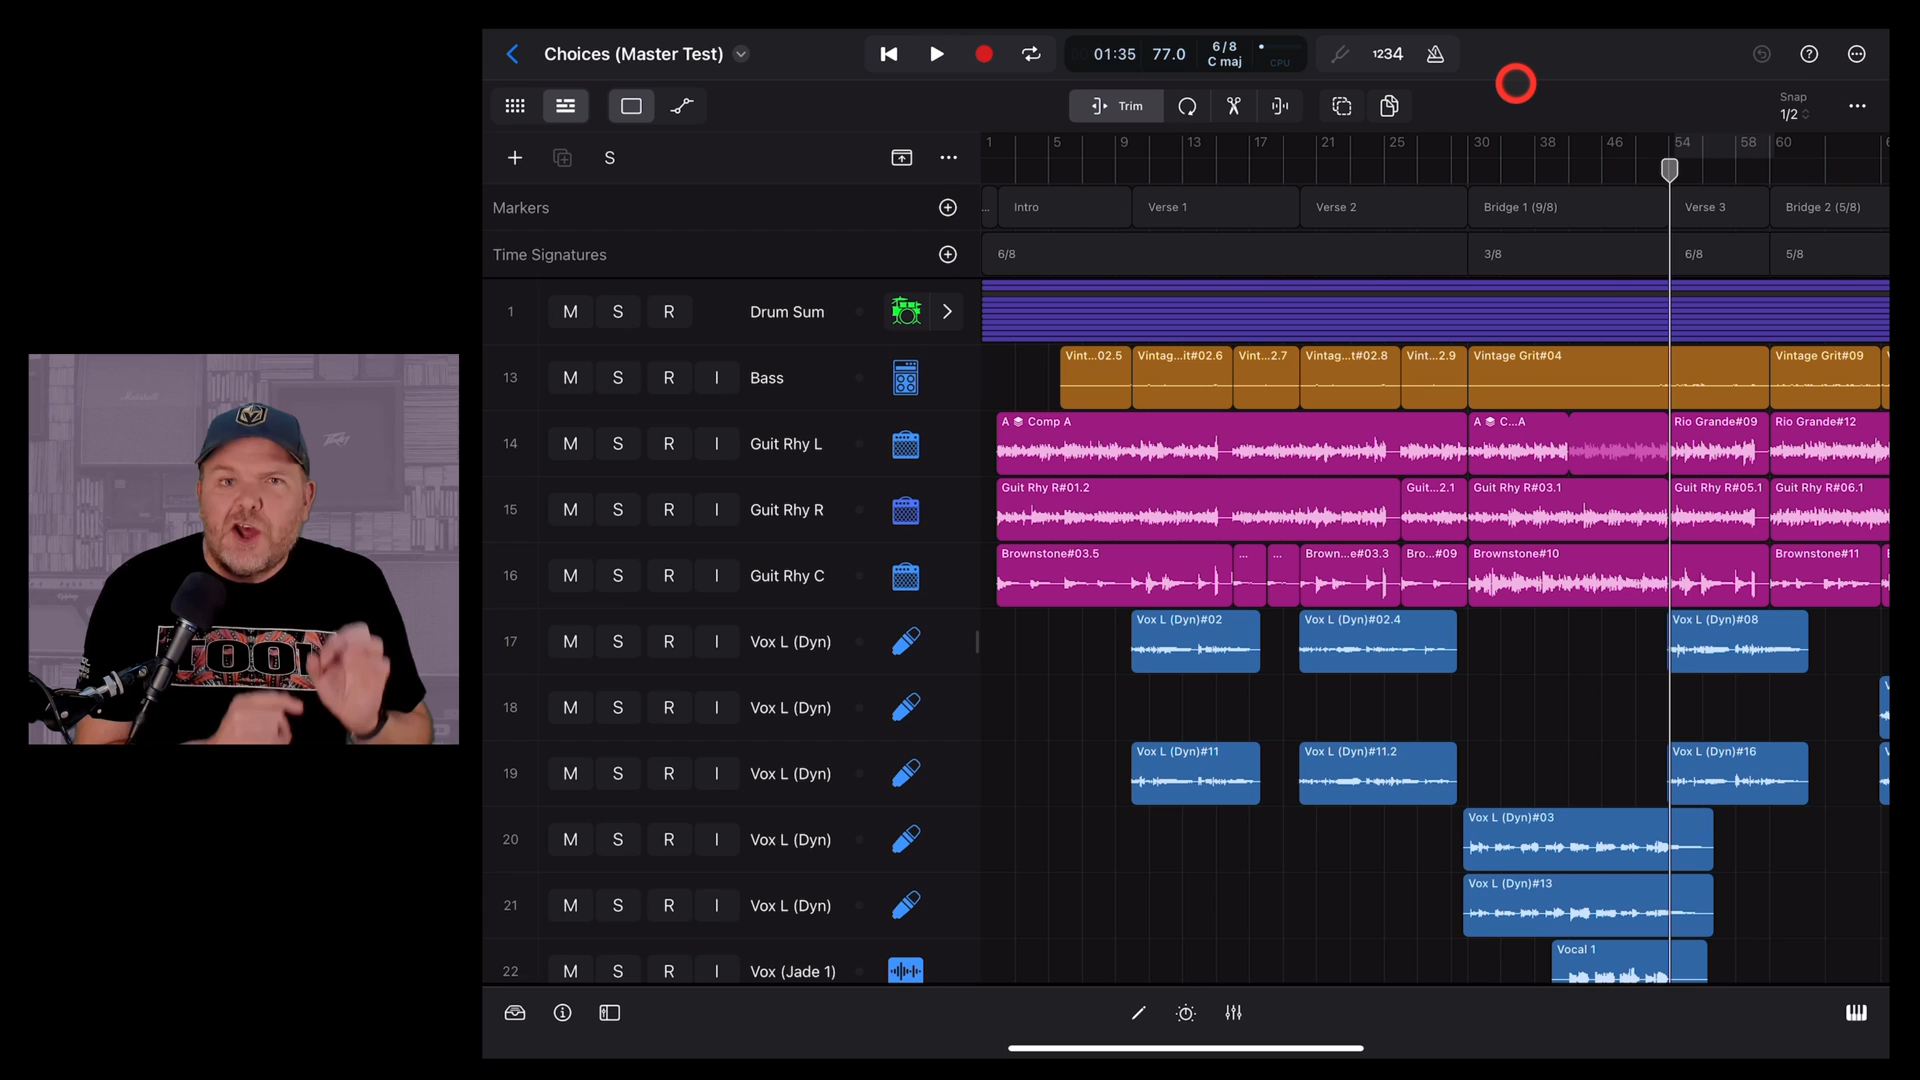 Choices (Master Test)
01:35
77.0
6/8
C maj
CPU
1234
Trim
Snap
1/2
S
1 5 9 13 17 21 25 30 38 46 54 58 60
Markers
... Intro Verse 1 Verse 2 Bridge 1 (9/8) Verse 3 Bridge 2 (5/8)
Time Signatures
6/8 3/8 6/8 5/8
1 M S R Drum Sum
13 M S R I Bass
Vint...02.5 Vintag...it#02.6 Vint...2.7 Vintag...t#02.8 Vint...2.9 Vintage Grit#04 Vintage Grit#09
14 M S R I Guit Rhy L
A Comp A A C...A Rio Grande#09 Rio Grande#12
15 M S R I Guit Rhy R
Guit Rhy R#01.2 Guit...2.1 Guit Rhy R#03.1 Guit Rhy R#05.1 Guit Rhy R#06.1
16 M S R I Guit Rhy C
Brownstone#03.5 ... ... Brown...e#03.3 Bro...#09 Brownstone#10 Brownstone#11
17 M S R I Vox L (Dyn)
Vox L (Dyn)#02 Vox L (Dyn)#02.4 Vox L (Dyn)#08
18 M S R I Vox L (Dyn)
19 M S R I Vox L (Dyn)
Vox L (Dyn)#11 Vox L (Dyn)#11.2 Vox L (Dyn)#16
20 M S R I Vox L (Dyn)
Vox L (Dyn)#03
21 M S R I Vox L (Dyn)
Vox L (Dyn)#13
22 M S R I Vox (Jade 1)
Vocal 1
TOOL
Marshall
PEAVEY